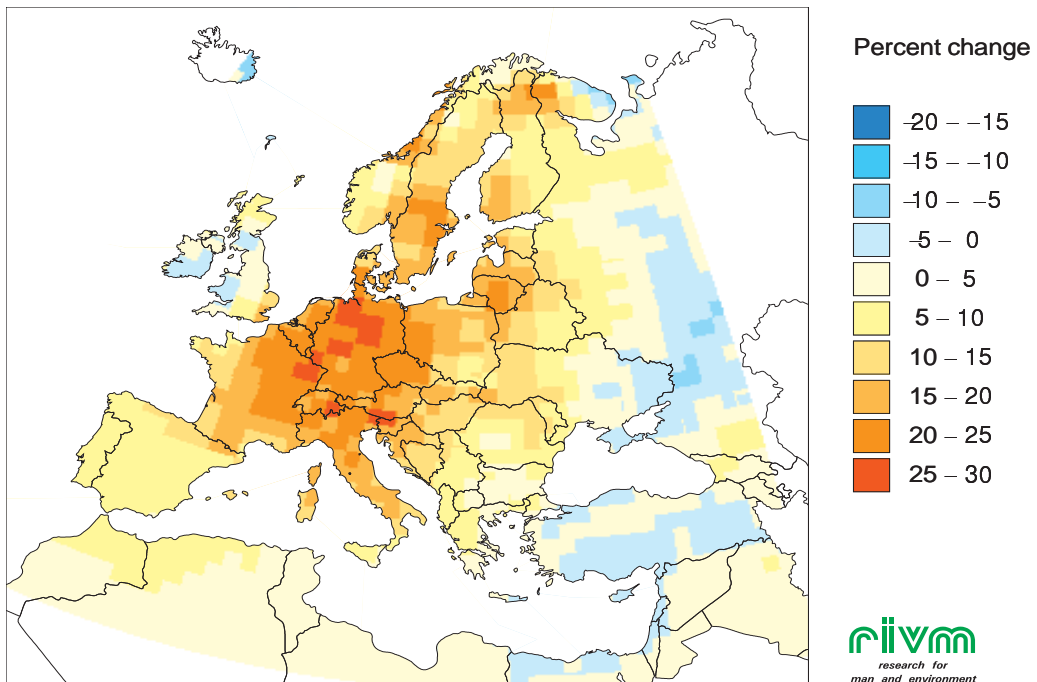 Percent change
–20 – –15
–15 – –10
–10 – –5
–5 – 0
0 – 5
5 – 10
10 – 15
15 – 20
20 – 25
25 – 30
rivm
research for
man and environment